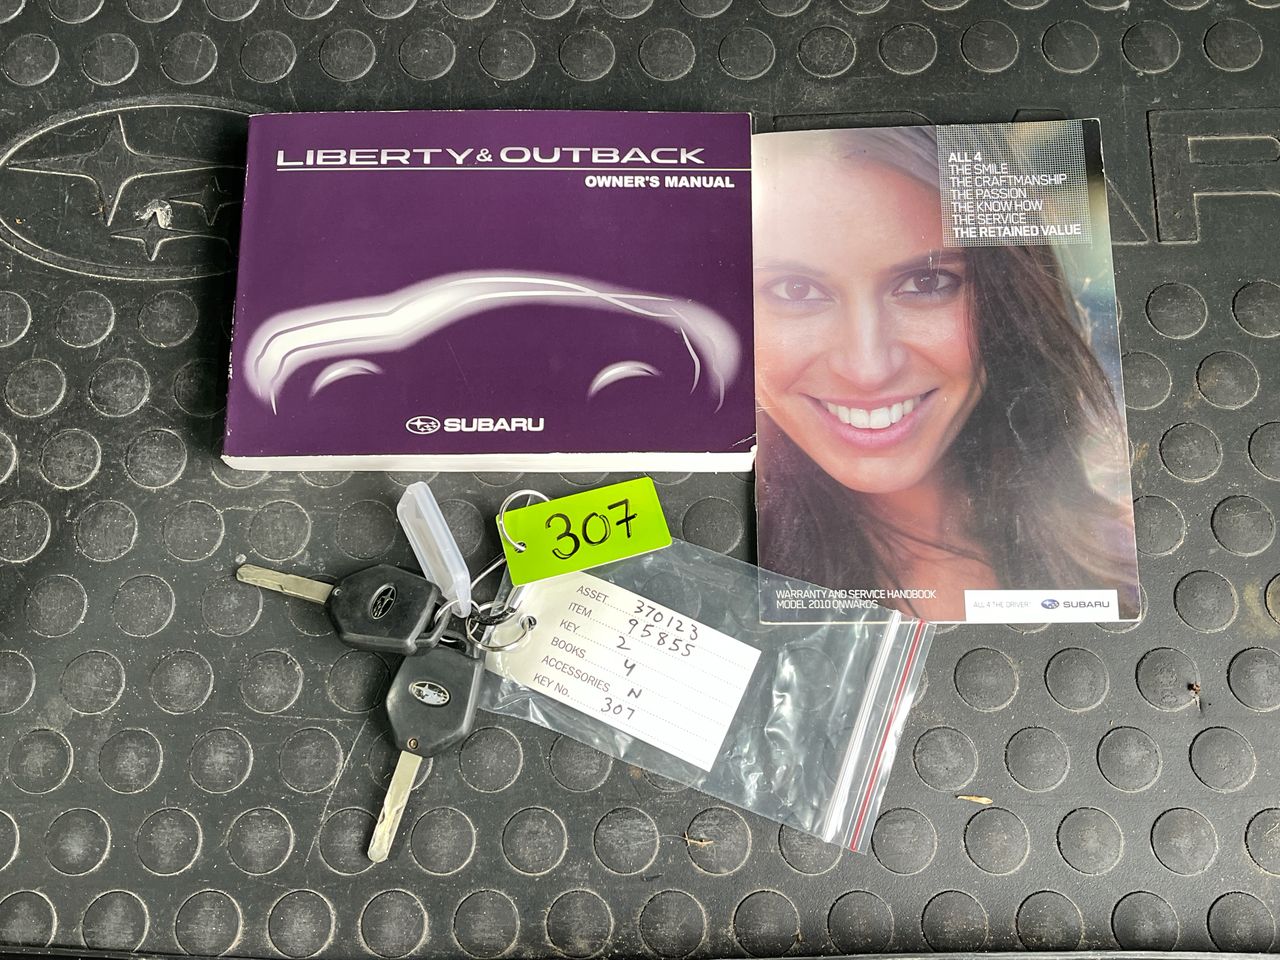 LIBERTY & OUTBACK
OWNER'S MANUAL
SUBARU
ALL 4
THE SMILE
THE CRAFTMANSHIP
THE PASSION
THE KNOW HOW
THE SERVICE
THE RETAINED VALUE
WARRANTY AND SERVICE HANDBOOK
MODEL 2010 ONWARDS
ALL 4 THE DRIVER
SUBARU
307
ASSET 370123
ITEM 95855
KEY 2
BOOKS 4
ACCESSORIES N
KEY No. 307